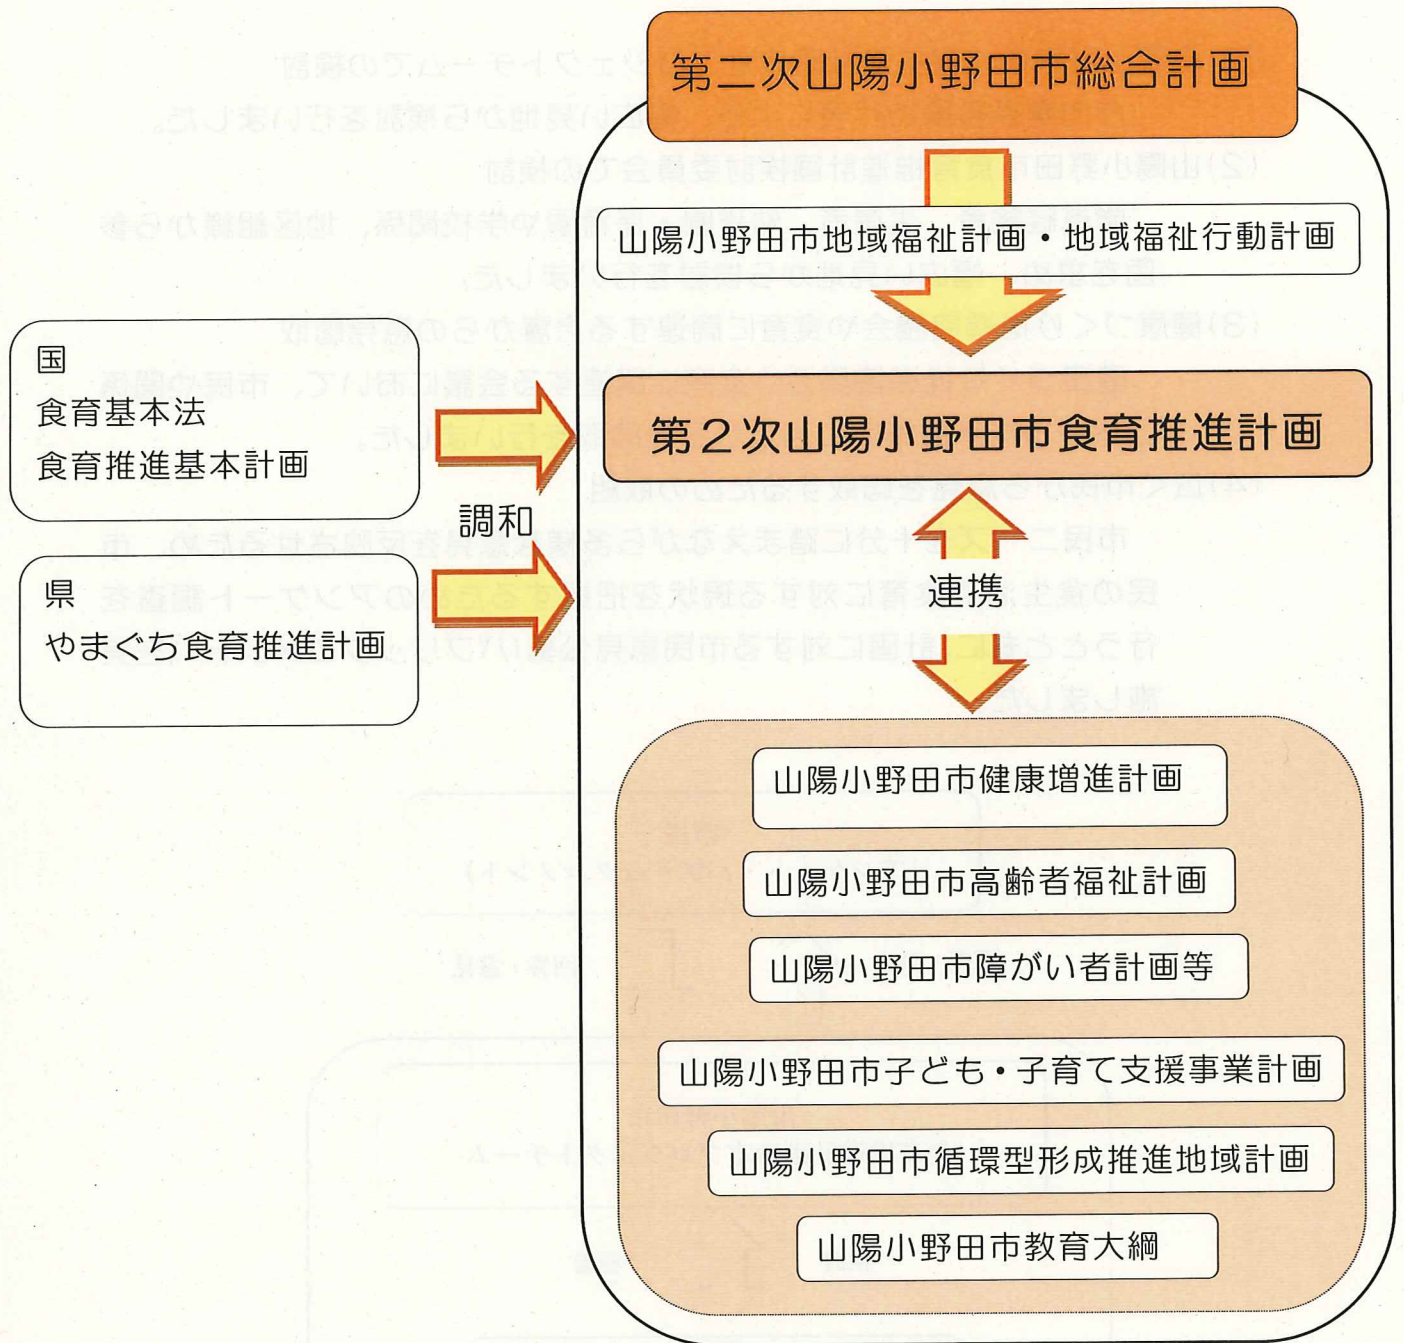 第二次山陽小野田市総合計画
山陽小野田市地域福祉計画・地域福祉行動計画
国
食育基本法
食育推進基本計画
調和
県
やまぐち食育推進計画
第2次山陽小野田市食育推進計画
連携
山陽小野田市健康増進計画
山陽小野田市高齢者福祉計画
山陽小野田市障がい者計画等
山陽小野田市子ども・子育て支援事業計画
山陽小野田市循環型形成推進地域計画
山陽小野田市教育大綱